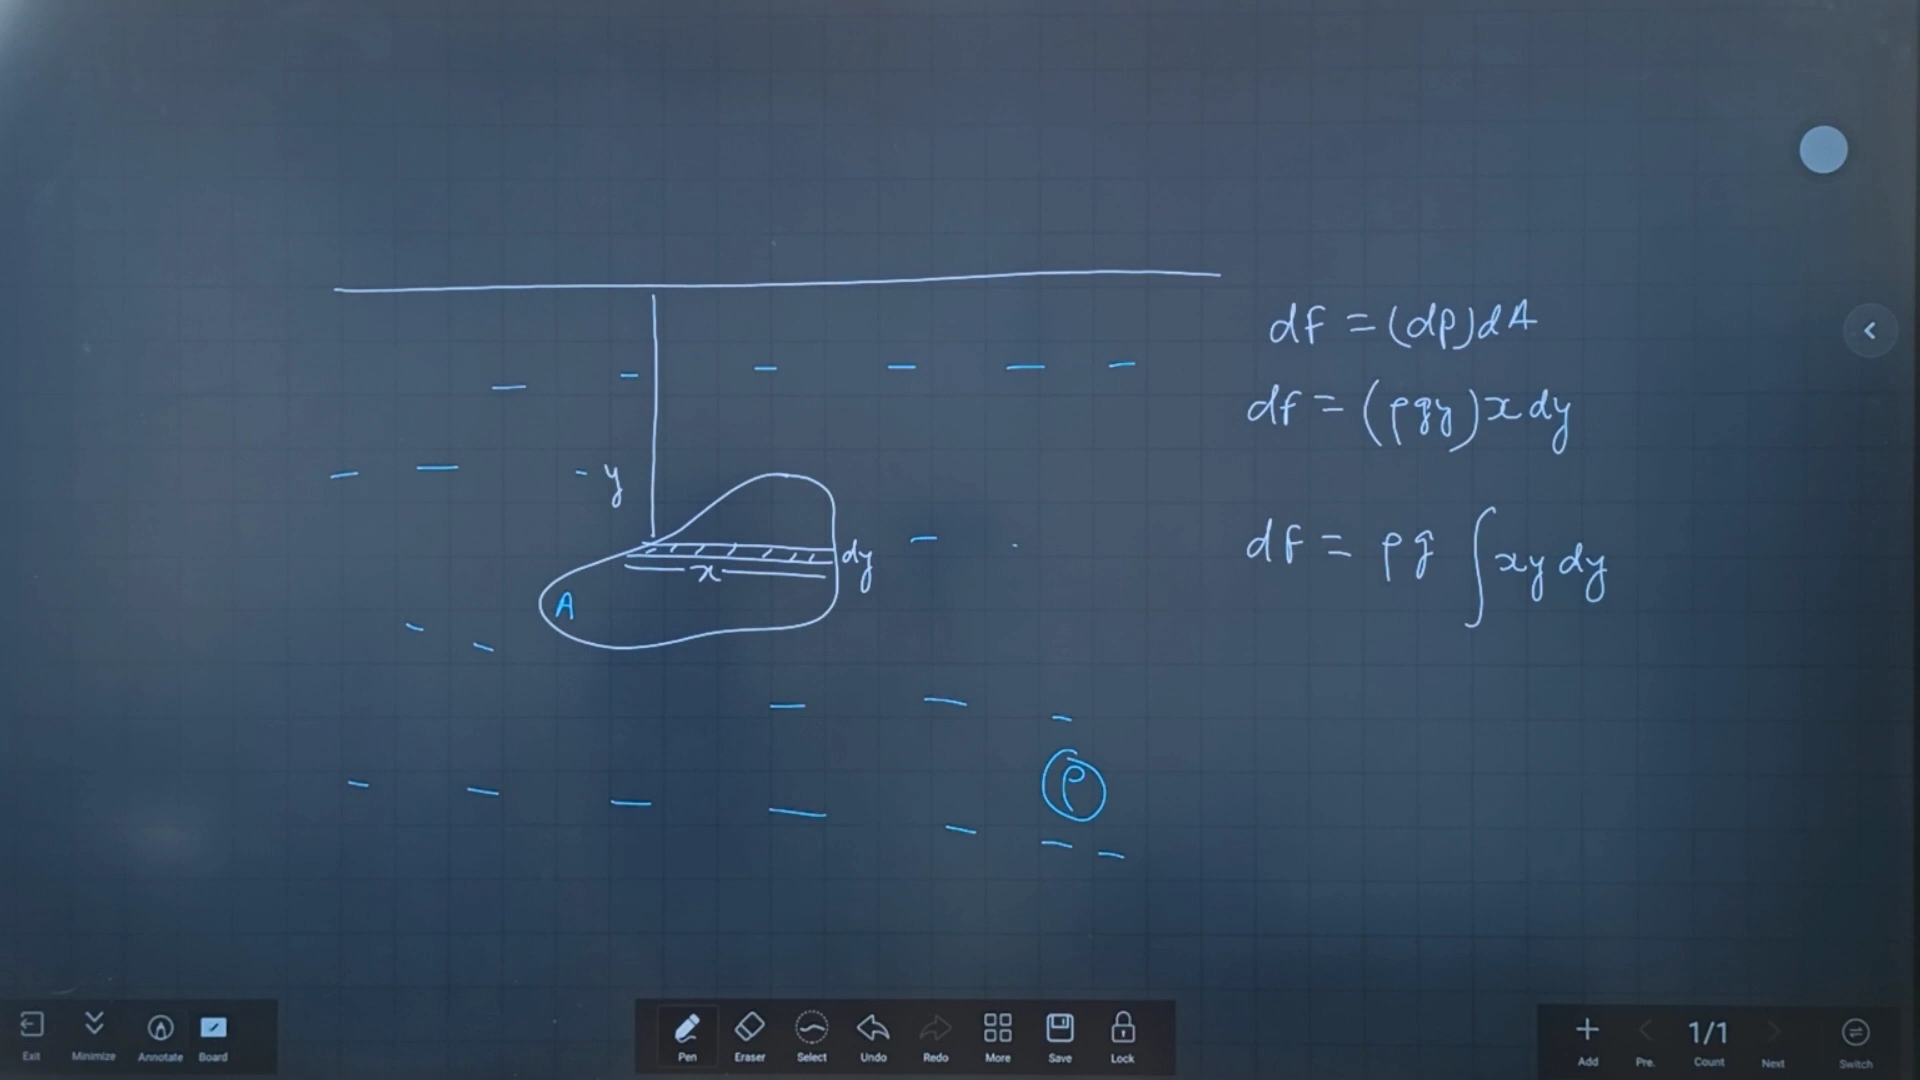 df = (dp)dA
df = (ρgy)x dy
y
dF = ρg ∫xy dy
dy
x
A
ρ
Exit
Minimize
Annotate
Board
Pen
Eraser
Select
Undo
Redo
More
Save
Lock
Add
Pre.
1/1
Count
Next
Switch